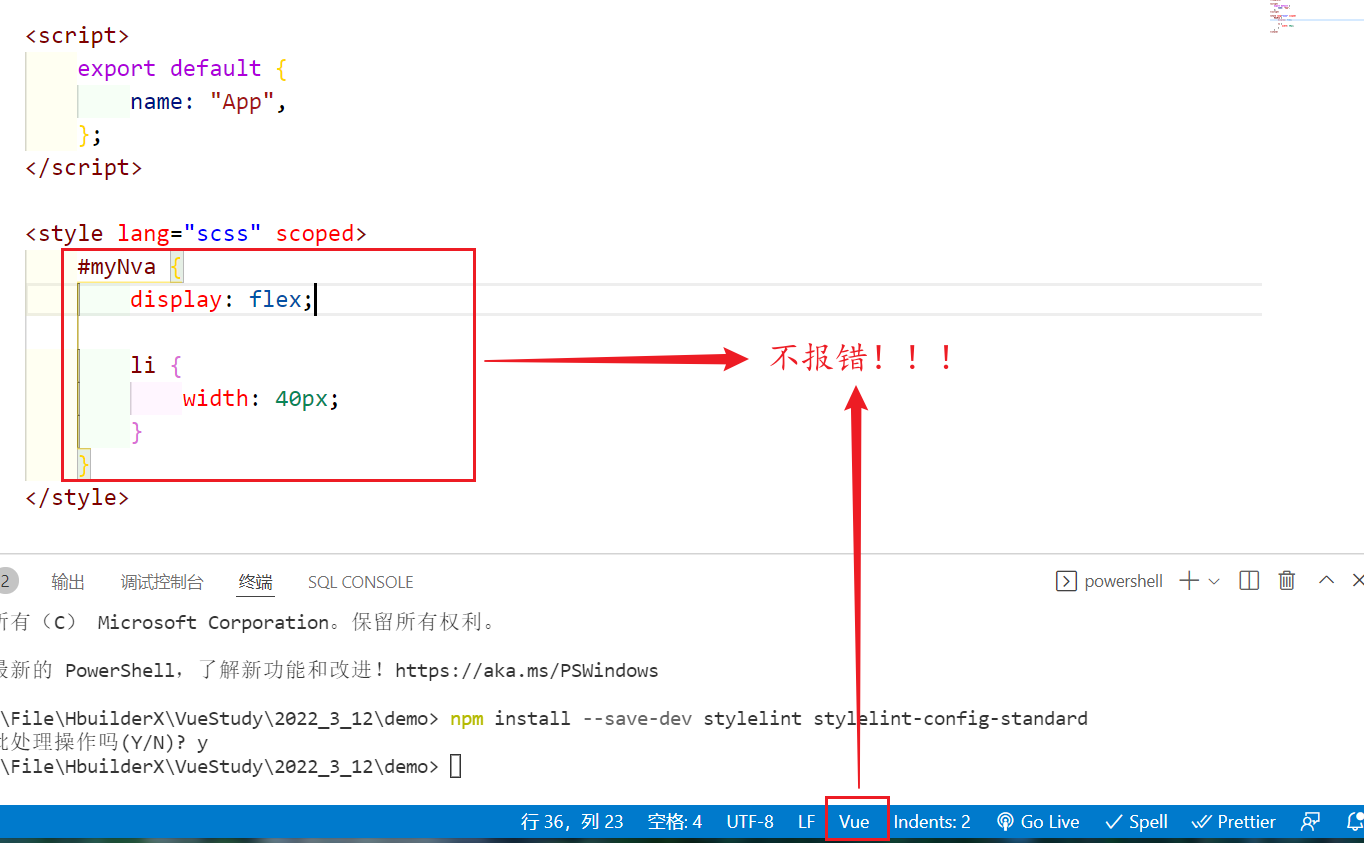 <script>
export default {
name: "App",
};
</script>
<style lang="scss" scoped>
#myNva {
display: flex;
li {
width: 40px;
}
}
</style>
不报错！！！
2 输出 调试控制台 终端 SQL CONSOLE powershell
所有（C） Microsoft Corporation。保留所有权利。
最新的 PowerShell，了解新功能和改进！https://aka.ms/PSWindows
\File\HbuilderX\VueStudy\2022_3_12\demo> npm install --save-dev stylelint stylelint-config-standard
批处理操作吗(Y/N)? y
\File\HbuilderX\VueStudy\2022_3_12\demo>
行 36，列 23 空格: 4 UTF-8 LF Vue Indents: 2 Go Live Spell Prettier